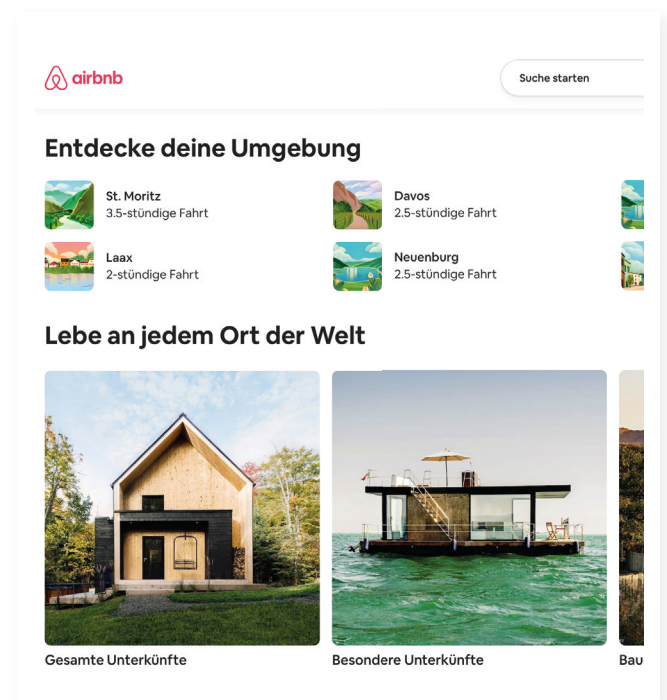 airbnb
Suche starten
Entdecke deine Umgebung
St. Moritz
3.5-stündige Fahrt
Davos
2.5-stündige Fahrt
Laax
2-stündige Fahrt
Neuenburg
2.5-stündige Fahrt
Lebe an jedem Ort der Welt
Gesamte Unterkünfte
Besondere Unterkünfte
Bau